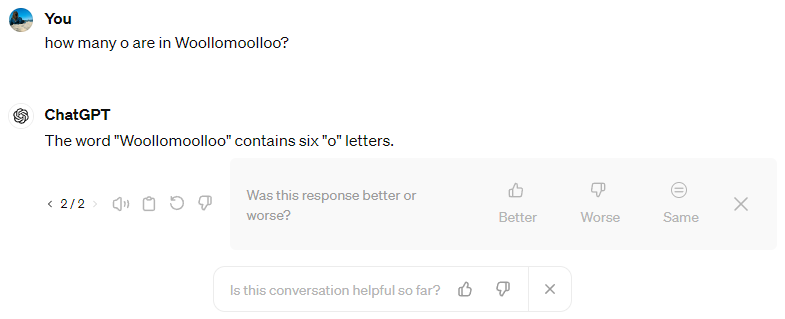 You
how many o are in Woollomoolloo?
ChatGPT
The word "Woollomoolloo" contains six "o" letters.
2 / 2
Was this response better or
worse?
Better
Worse
Same
Is this conversation helpful so far?